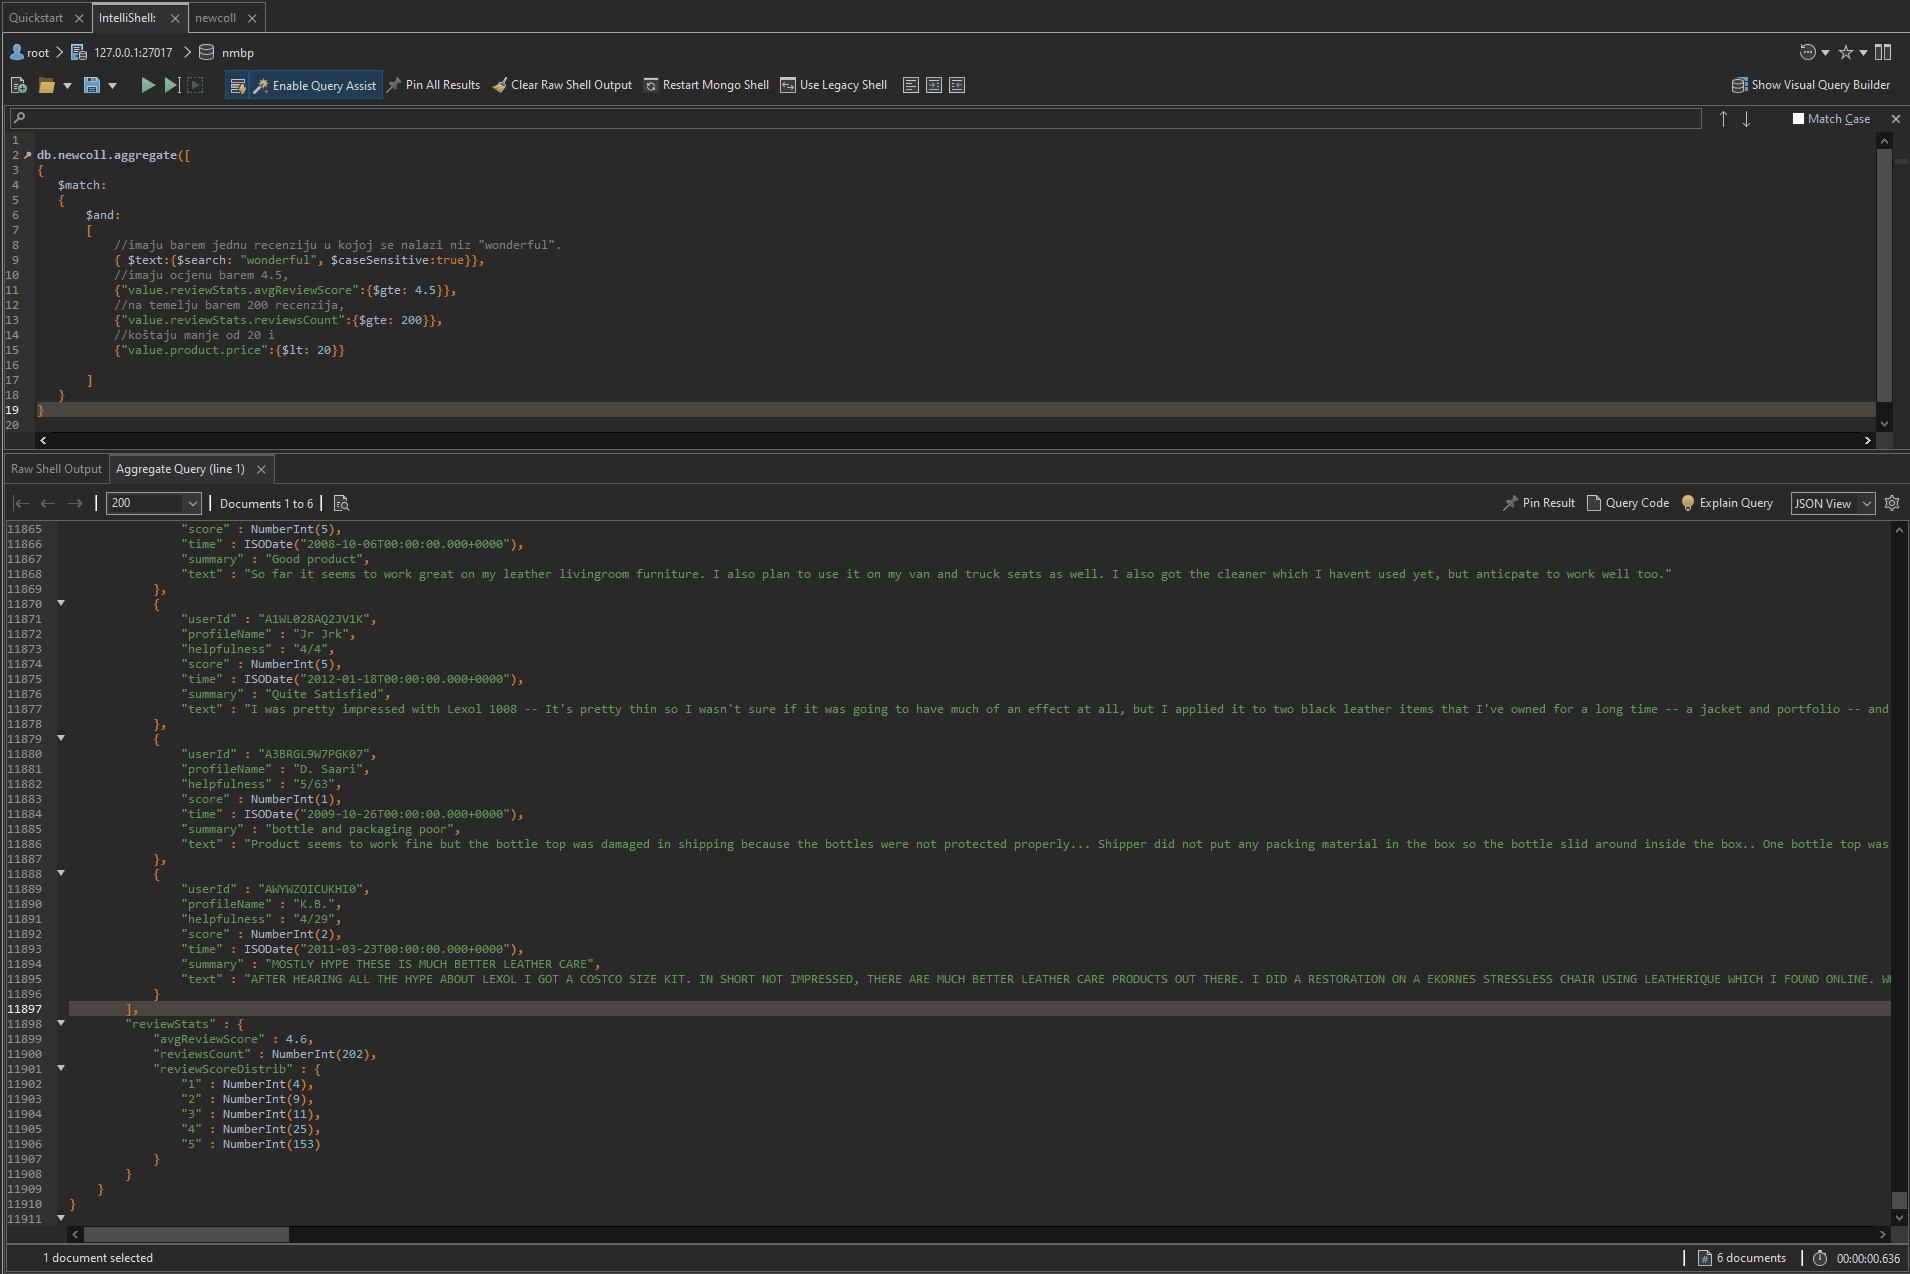 Quickstart IntelliShell: newcoll
root 127.0.0.1:27017 nmbp
Enable Query Assist Pin All Results Clear Raw Shell Output Restart Mongo Shell Use Legacy Shell Show Visual Query Builder
Match Case
1
2 db.newcoll.aggregate([
3 {
4 $match:
5 {
6 $and:
7 [
8 //imaju barem jednu recenziju u kojoj se nalazi niz "wonderful".
9 { $text:{$search: "wonderful", $caseSensitive:true}},
10 //imaju ocjenu barem 4.5,
11 {"value.reviewStats.avgReviewScore":{$gte: 4.5}},
12 //na temelju barem 200 recenzija,
13 {"value.reviewStats.reviewsCount":{$gte: 200}},
14 //koštaju manje od 20 i
15 {"value.product.price":{$lt: 20}}
16
17 ]
18 }
19 }
20
Raw Shell Output Aggregate Query (line 1)
200 Documents 1 to 6 Pin Result Query Code Explain Query JSON View
11865 "score" : NumberInt(5),
11866 "time" : ISODate("2008-10-06T00:00:00.000+0000"),
11867 "summary" : "Good product",
11868 "text" : "So far it seems to work great on my leather livingroom furniture. I also plan to use it on my van and truck seats as well. I also got the cleaner which I havent used yet, but anticpate to work well too."
11869 },
11870 {
11871 "userId" : "A1WL028AQ2JV1K",
11872 "profileName" : "Jr Jrk",
11873 "helpfulness" : "4/4",
11874 "score" : NumberInt(5),
11875 "time" : ISODate("2012-01-18T00:00:00.000+0000"),
11876 "summary" : "Quite Satisfied",
11877 "text" : "I was pretty impressed with Lexol 1008 -- It's pretty thin so I wasn't sure if it was going to have much of an effect at all, but I applied it to two black leather items that I've owned for a long time -- a jacket and portfolio -- and
11878 },
11879 {
11880 "userId" : "A3BRGL9W7PGK07",
11881 "profileName" : "D. Saari",
11882 "helpfulness" : "5/63",
11883 "score" : NumberInt(1),
11884 "time" : ISODate("2009-10-26T00:00:00.000+0000"),
11885 "summary" : "bottle and packaging poor",
11886 "text" : "Product seems to work fine but the bottle top was damaged in shipping because the bottles were not protected properly... Shipper did not put any packing material in the box so the bottle slid around inside the box.. One bottle top was
11887 },
11888 {
11889 "userId" : "AWYWZOICUKHI0",
11890 "profileName" : "K.B.",
11891 "helpfulness" : "4/29",
11892 "score" : NumberInt(2),
11893 "time" : ISODate("2011-03-23T00:00:00.000+0000"),
11894 "summary" : "MOSTLY HYPE THESE IS MUCH BETTER LEATHER CARE",
11895 "text" : "AFTER HEARING ALL THE HYPE ABOUT LEXOL I GOT A COSTCO SIZE KIT. IN SHORT NOT IMPRESSED, THERE ARE MUCH BETTER LEATHER CARE PRODUCTS OUT THERE. I DID A RESTORATION ON A EKORNES STRESSLESS CHAIR USING LEATHERIQUE WHICH I FOUND ONLINE.
11896 }
11897 ],
11898 "reviewStats" : {
11899 "avgReviewScore" : 4.6,
11900 "reviewsCount" : NumberInt(202),
11901 "reviewScoreDistrib" : {
11902 "1" : NumberInt(4),
11903 "2" : NumberInt(9),
11904 "3" : NumberInt(11),
11905 "4" : NumberInt(25),
11906 "5" : NumberInt(153)
11907 }
11908 }
11909 }
11910 }
11911
1 document selected 6 documents 00:00:00.636